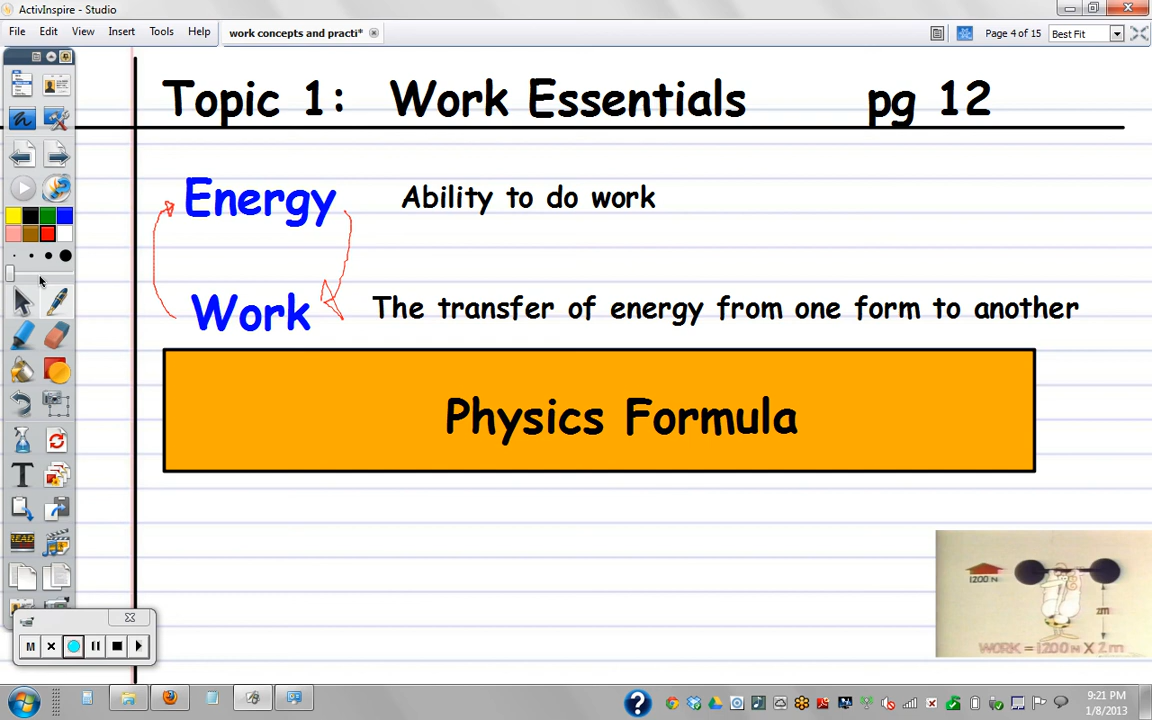 ActivInspire - Studio
File Edit View Insert Tools Help
work concepts and practi*
Page 4 of 15
Best Fit
Topic 1: Work Essentials pg 12
Energy Ability to do work
Work The transfer of energy from one form to another
Physics Formula
1200 N
2m
WORK = 1200 N X 2m
READ
M
9:21 PM
1/8/2013